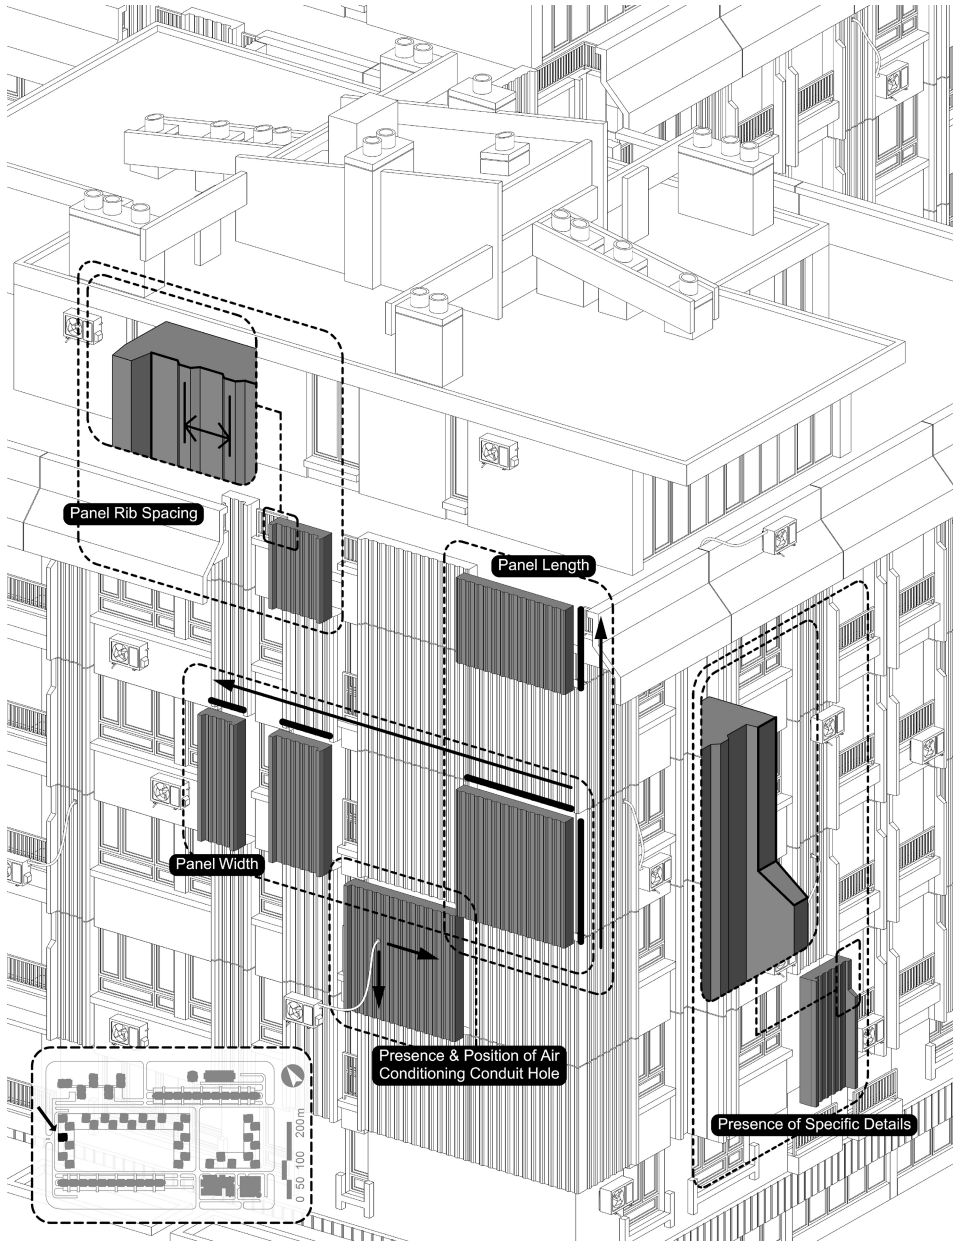 Panel Rib Spacing
Panel Length
Panel Width
Presence & Position of Air
Conditioning Conduit Hole
Presence of Specific Details
0 50 100 200m